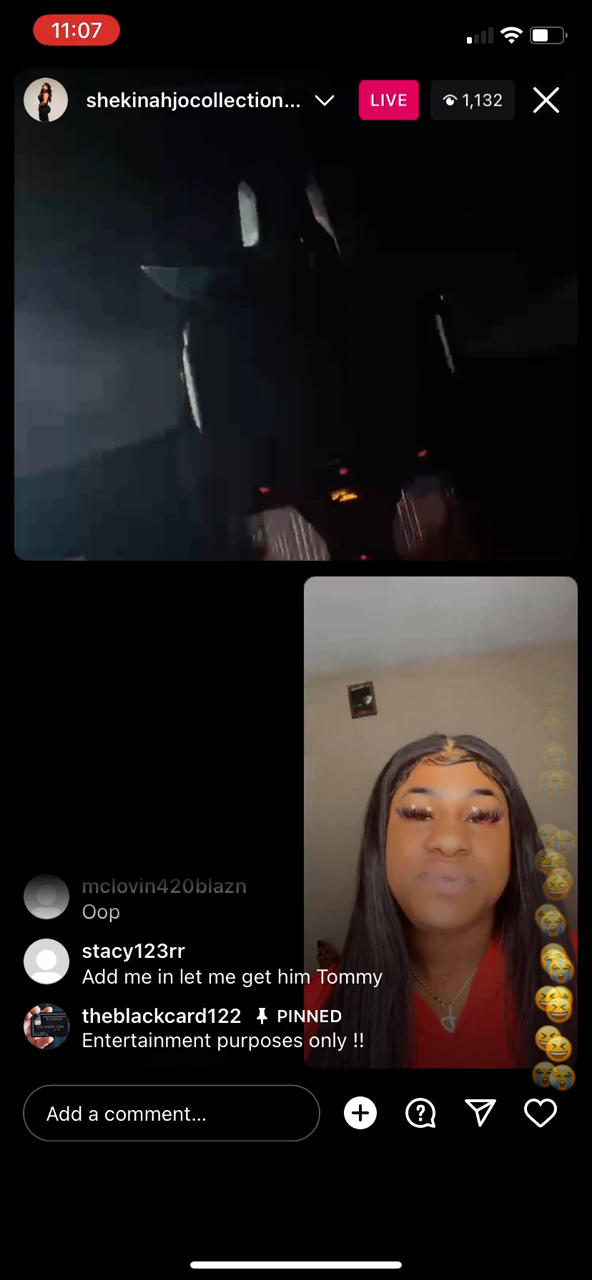 11:07
shekinahjocollection...
LIVE
1,132
mclovin420blazn
Oop
stacy123rr
Add me in let me get him Tommy
theblackcard122 PINNED
Entertainment purposes only !!
Add a comment...